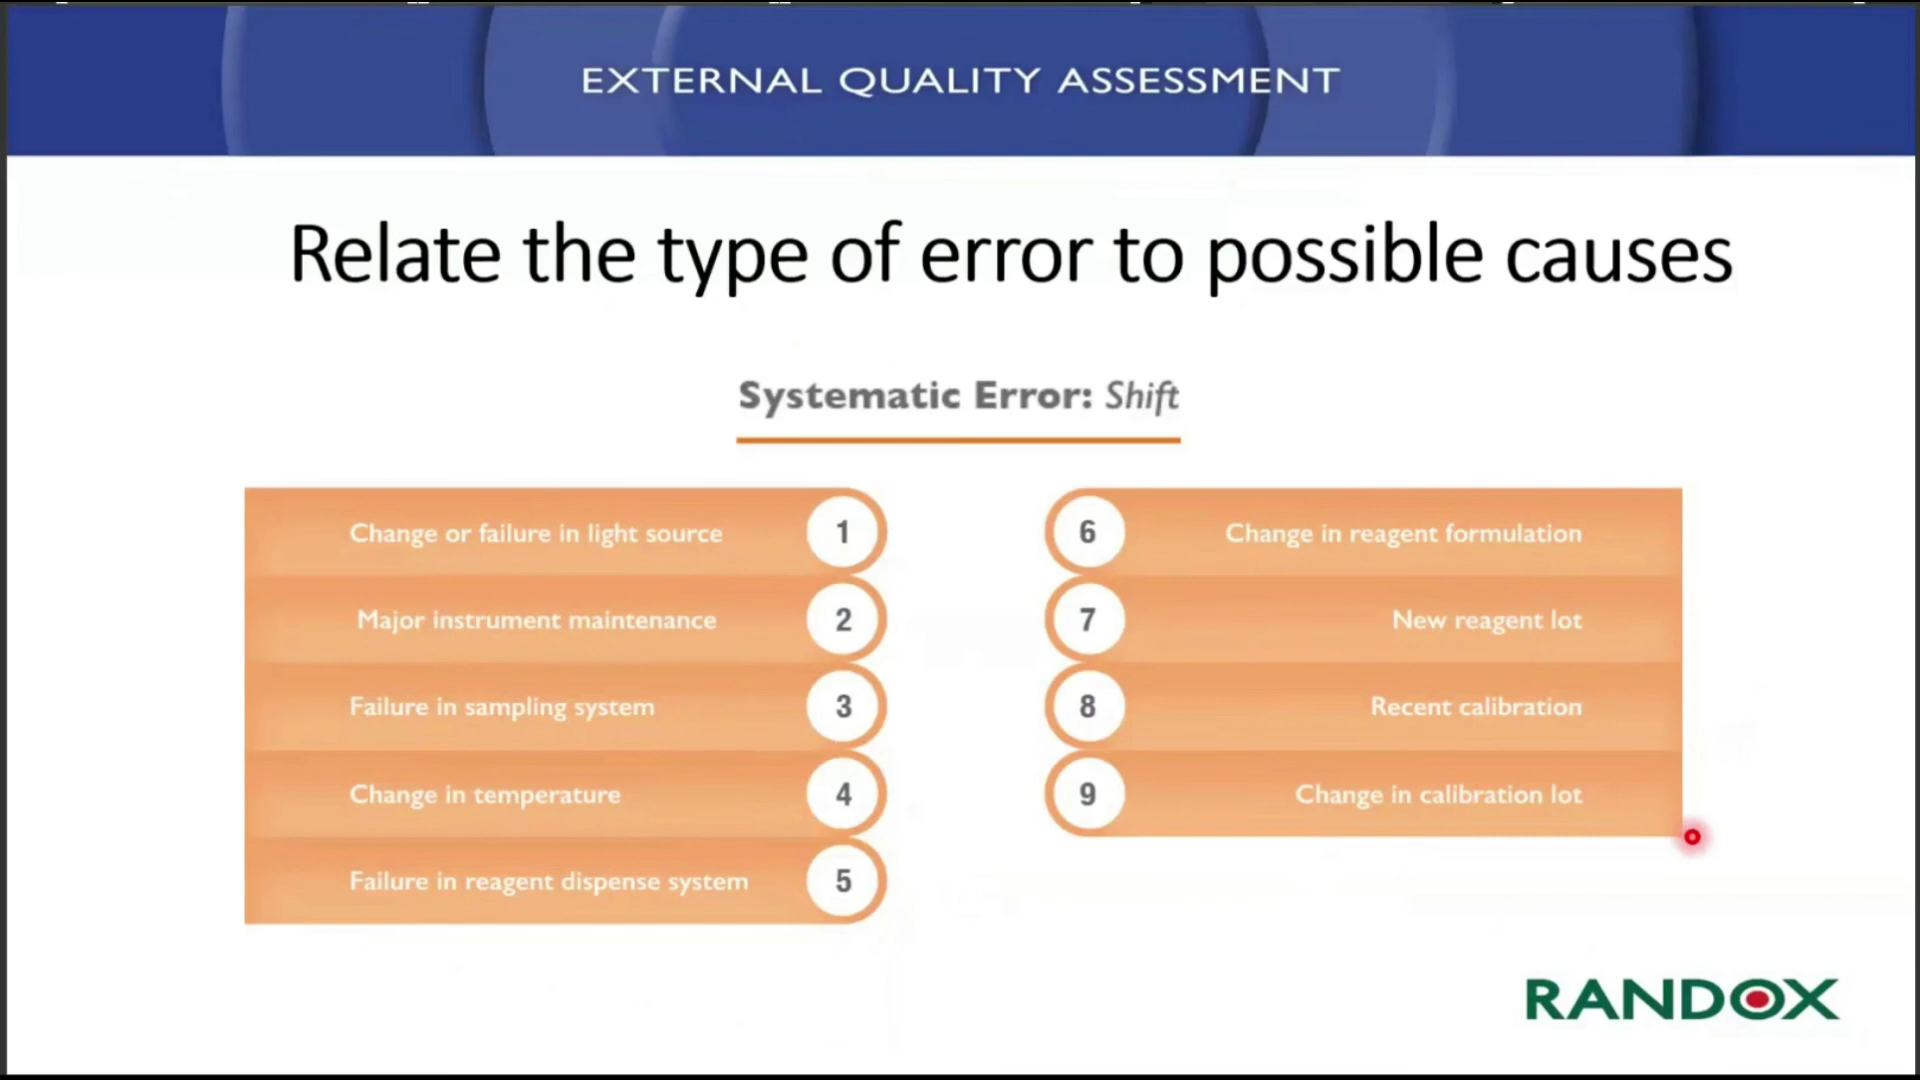 EXTERNAL QUALITY ASSESSMENT
Relate the type of error to possible causes
Systematic Error: Shift
Change or failure in light source 1
Major instrument maintenance 2
Failure in sampling system 3
Change in temperature 4
Failure in reagent dispense system 5
6 Change in reagent formulation
7 New reagent lot
8 Recent calibration
9 Change in calibration lot
RANDOX